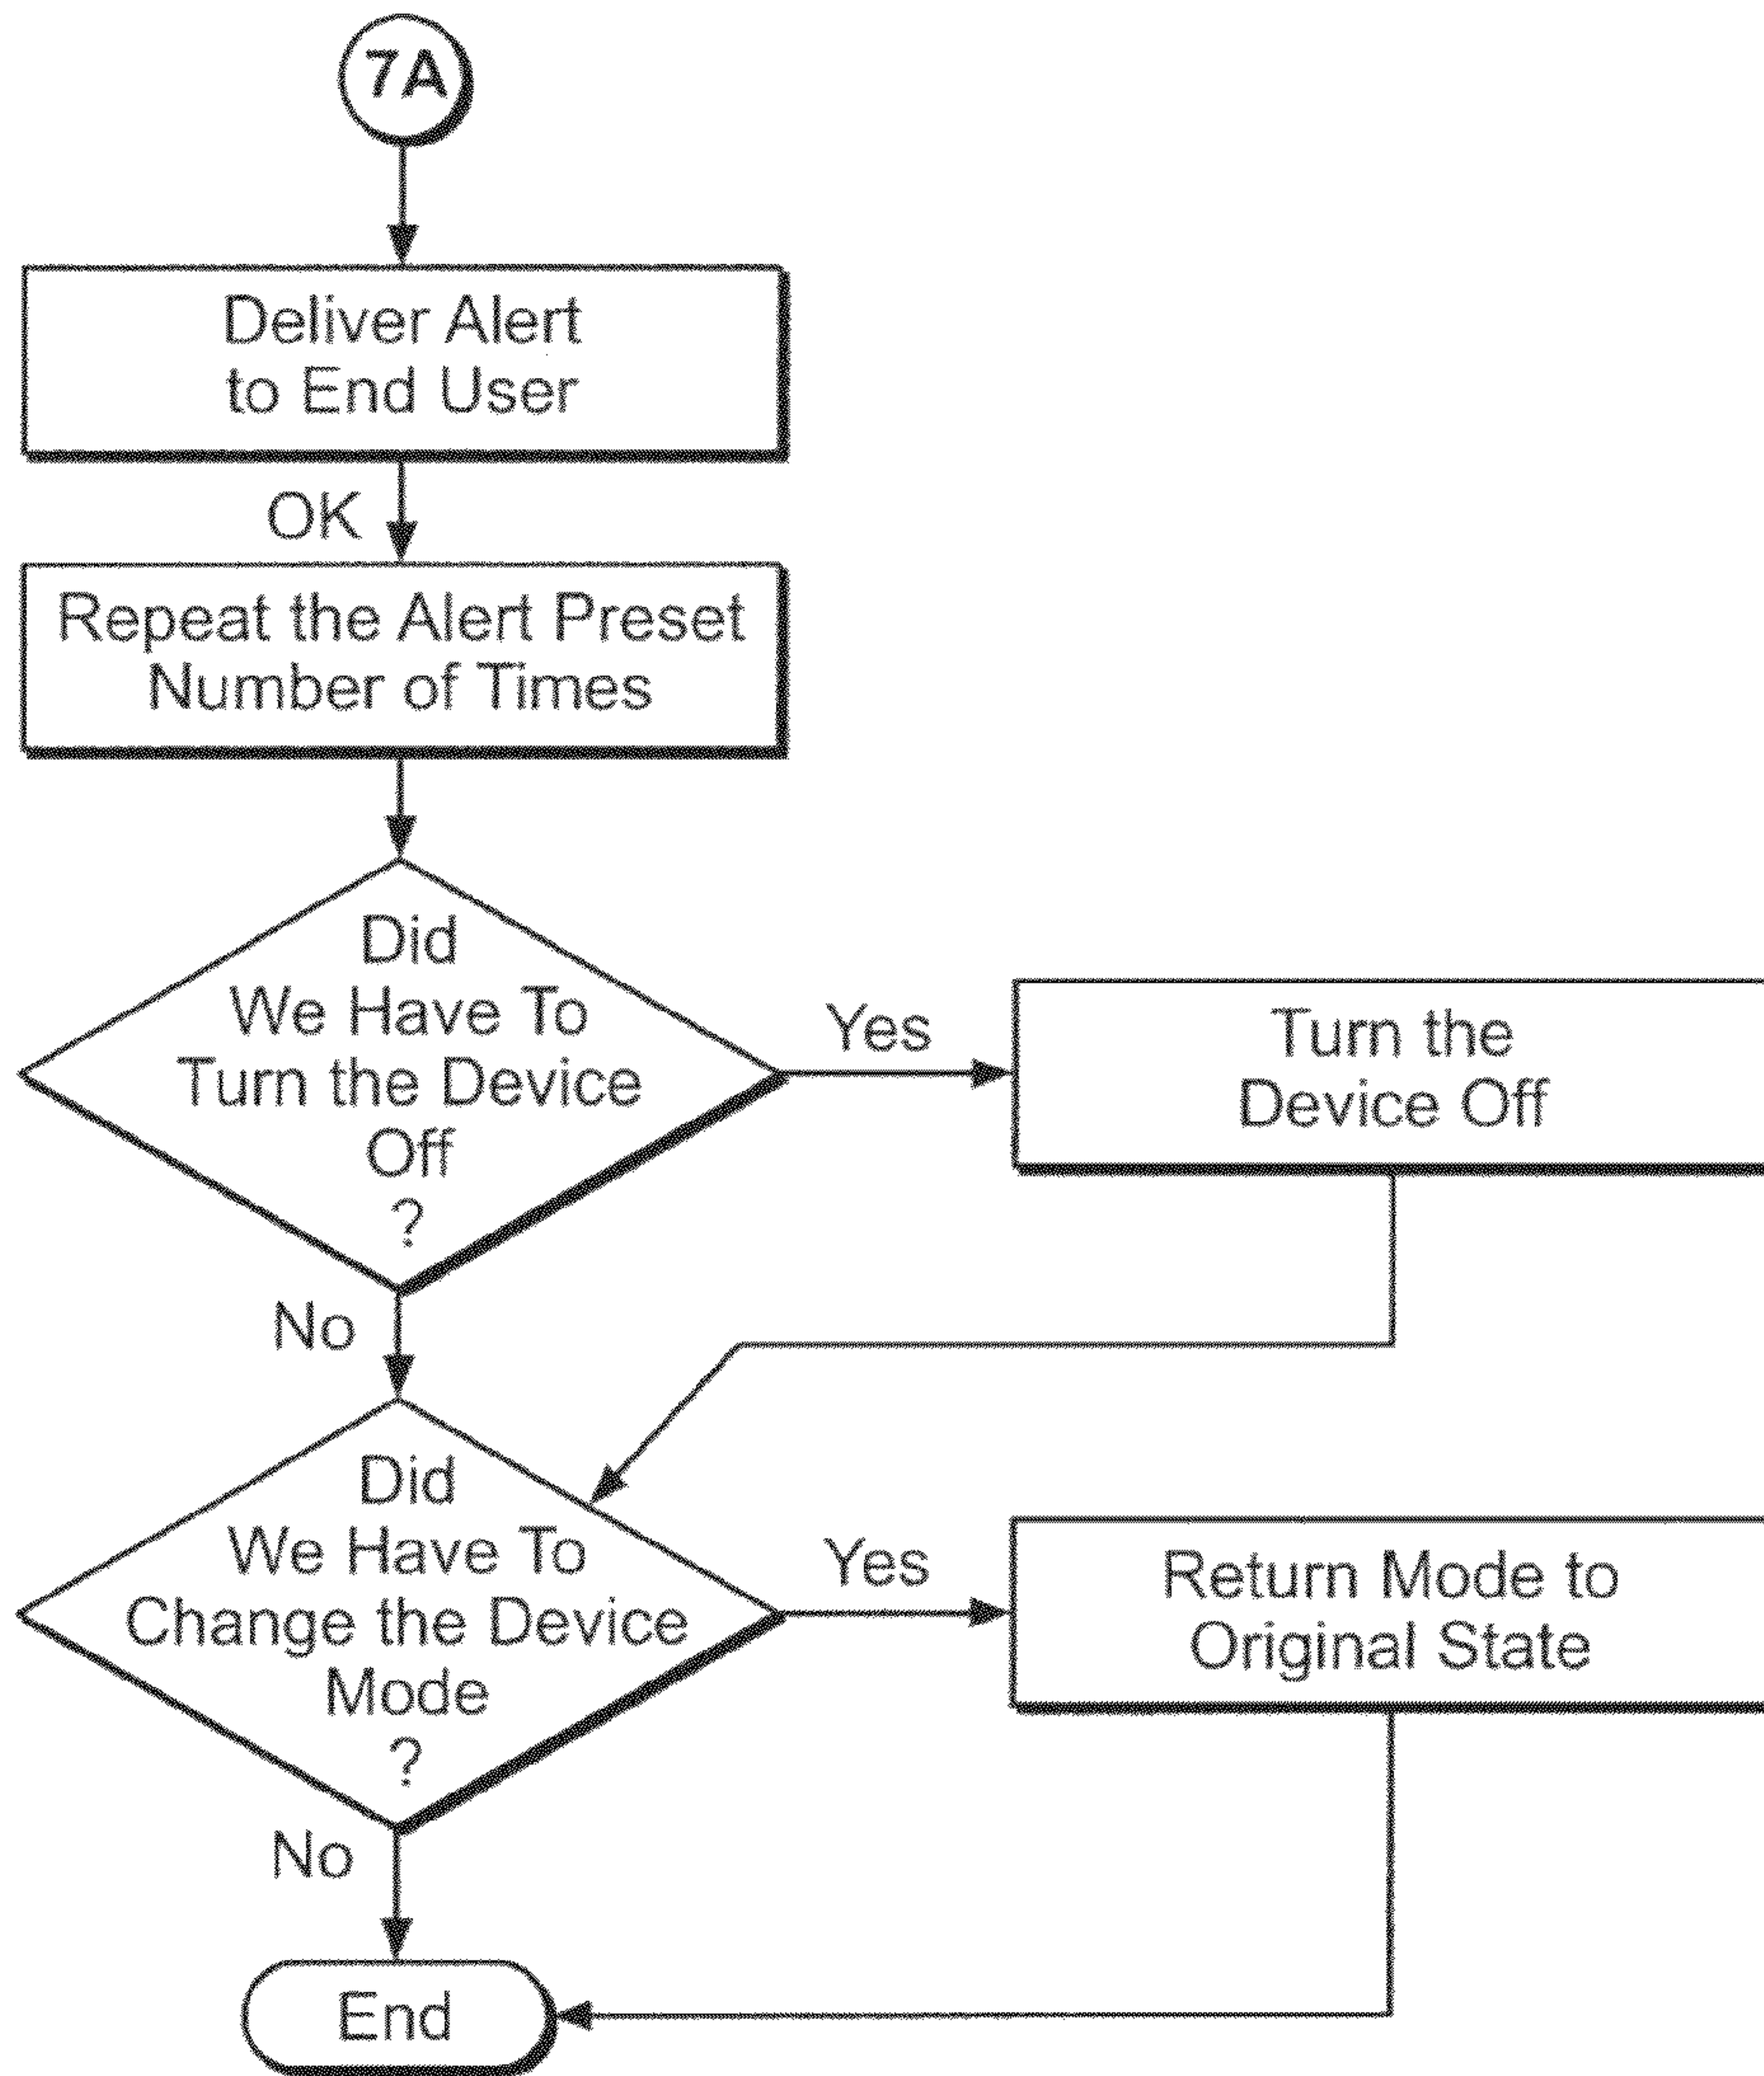 7A
Deliver Alert
to End User
OK
Repeat the Alert Preset
Number of Times
Did
We Have To
Turn the Device
Off
?
Yes
Turn the
Device Off
No
Did
We Have To
Change the Device
Mode
?
Yes
Return Mode to
Original State
No
End